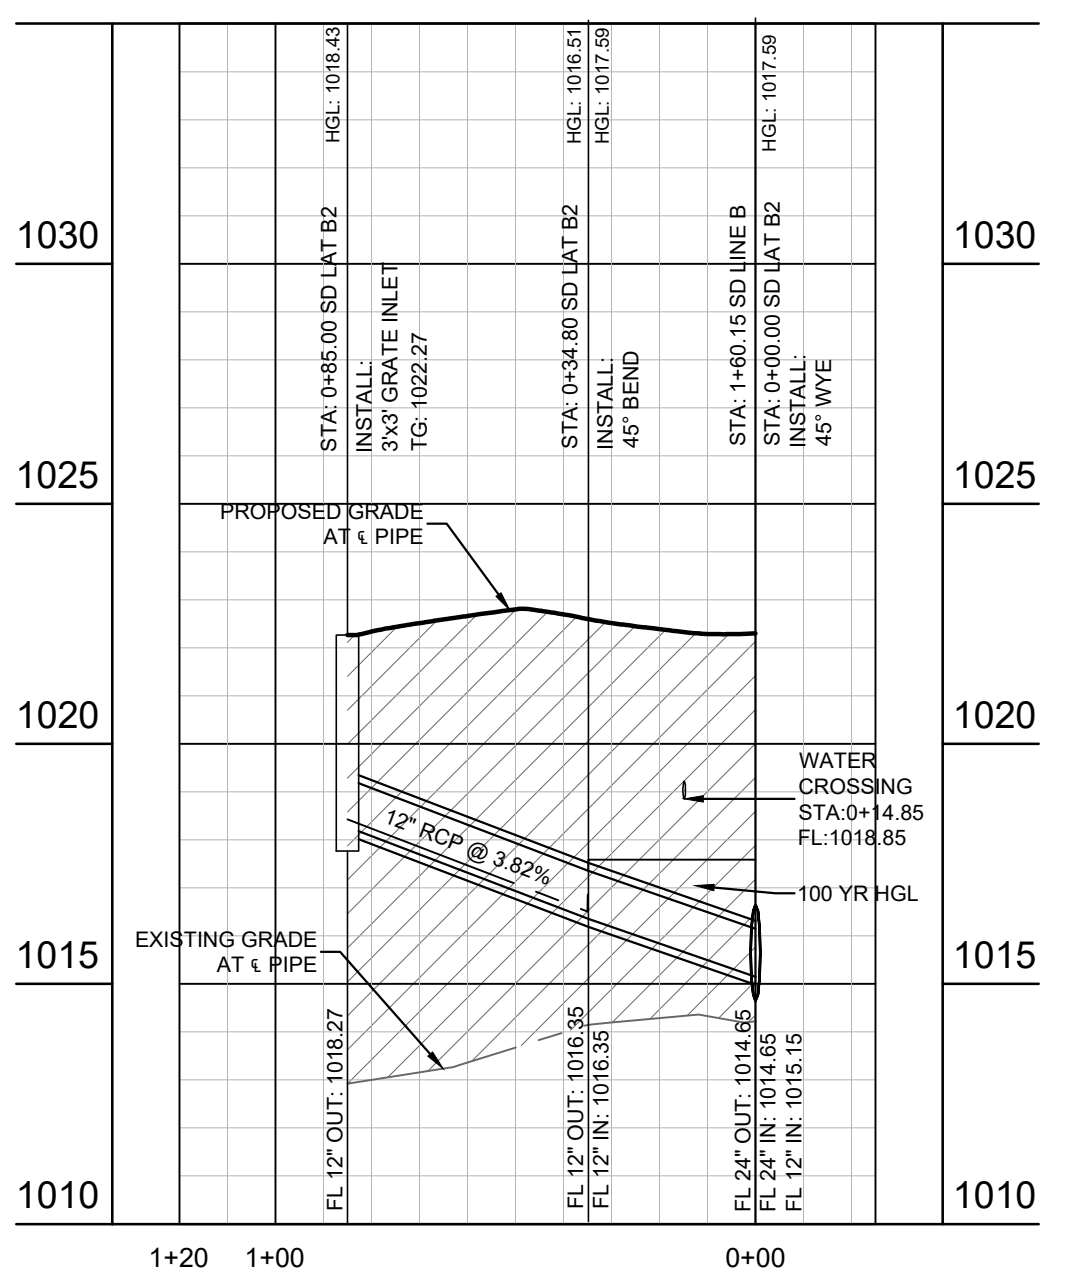 HGL: 1018.43
HGL: 1016.51
HGL: 1017.59
HGL: 1017.59
STA: 0+85.00 SD LAT B2
INSTALL:
3'x3' GRATE INLET
TG: 1022.27
STA: 0+34.80 SD LAT B2
INSTALL:
45° BEND
STA: 1+60.15 SD LINE B
STA: 0+00.00 SD LAT B2
INSTALL:
45° WYE
1030
1030
1025
1025
PROPOSED GRADE
AT ℄ PIPE
1020
1020
WATER
CROSSING
STA:0+14.85
FL:1018.85
12" RCP @ 3.82%
100 YR HGL
EXISTING GRADE
AT ℄ PIPE
1015
1015
FL 12" OUT: 1018.27
FL 12" OUT: 1016.35
FL 12" IN: 1016.35
FL 24" OUT: 1014.65
FL 24" IN: 1014.65
FL 12" IN: 1015.15
1010
1010
1+20
1+00
0+00